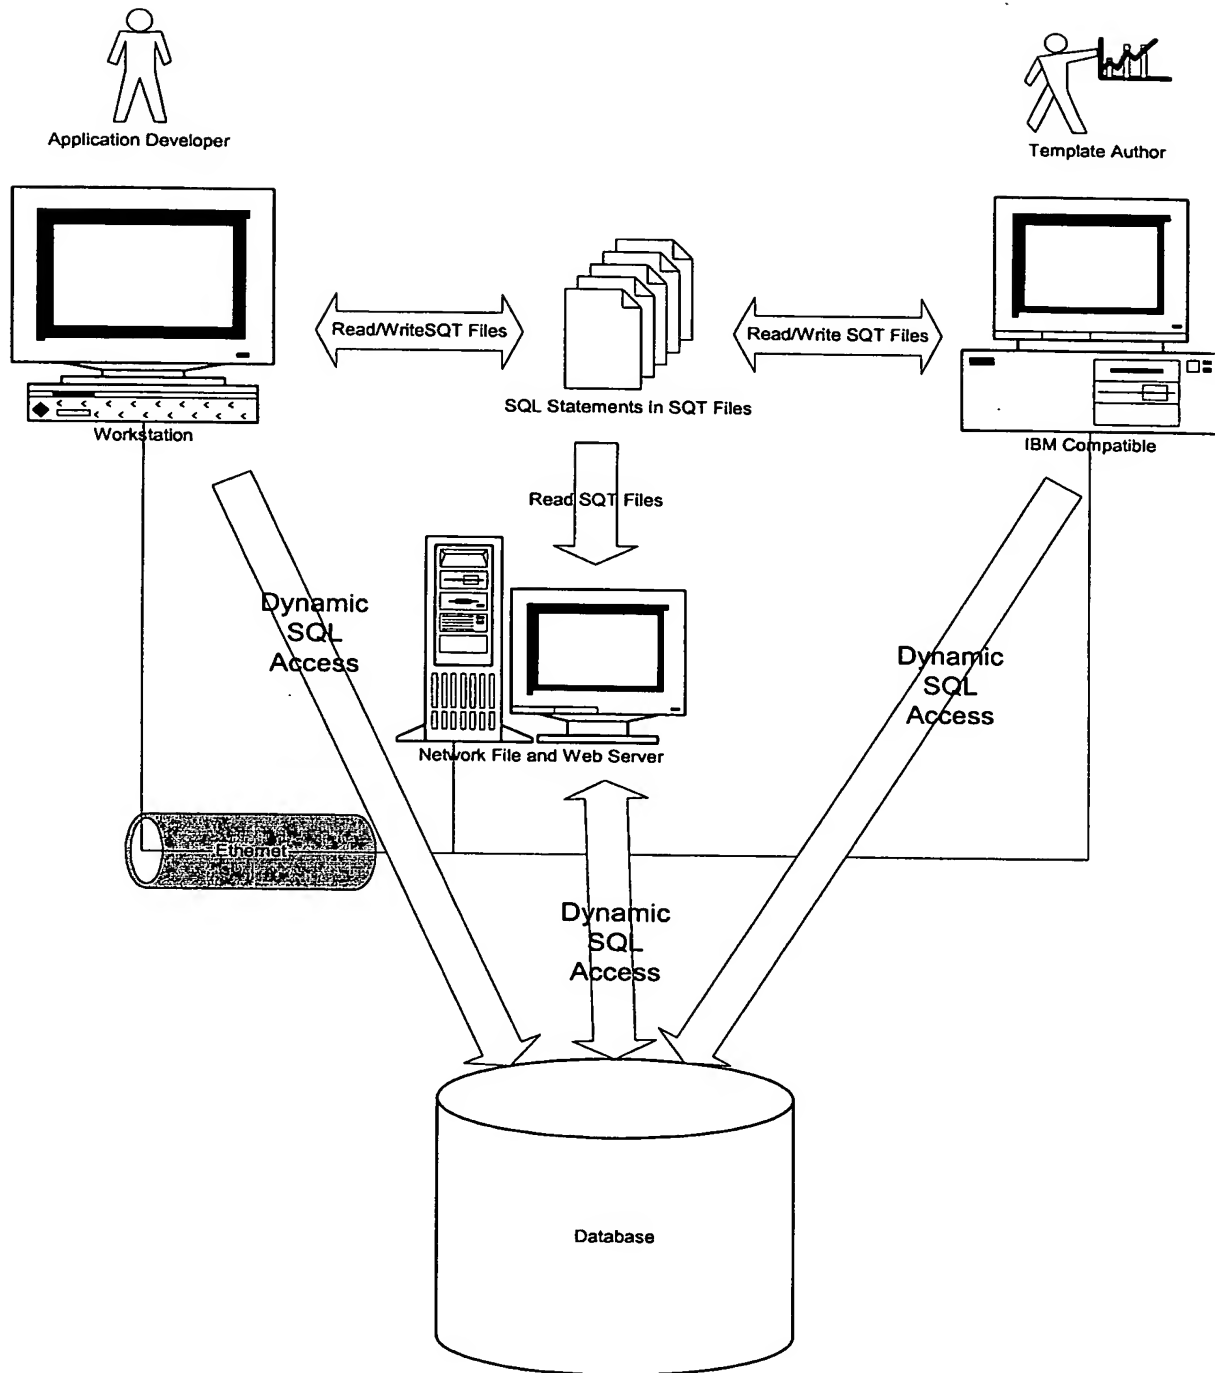 Application Developer
Template Author
Read/WriteSQT Files
Read/Write SQT Files
SQL Statements in SQT Files
Workstation
IBM Compatible
Read SQT Files
Dynamic
SQL
Access
Dynamic
SQL
Access
Network File and Web Server
Ethernet
Dynamic
SQL
Access
Database